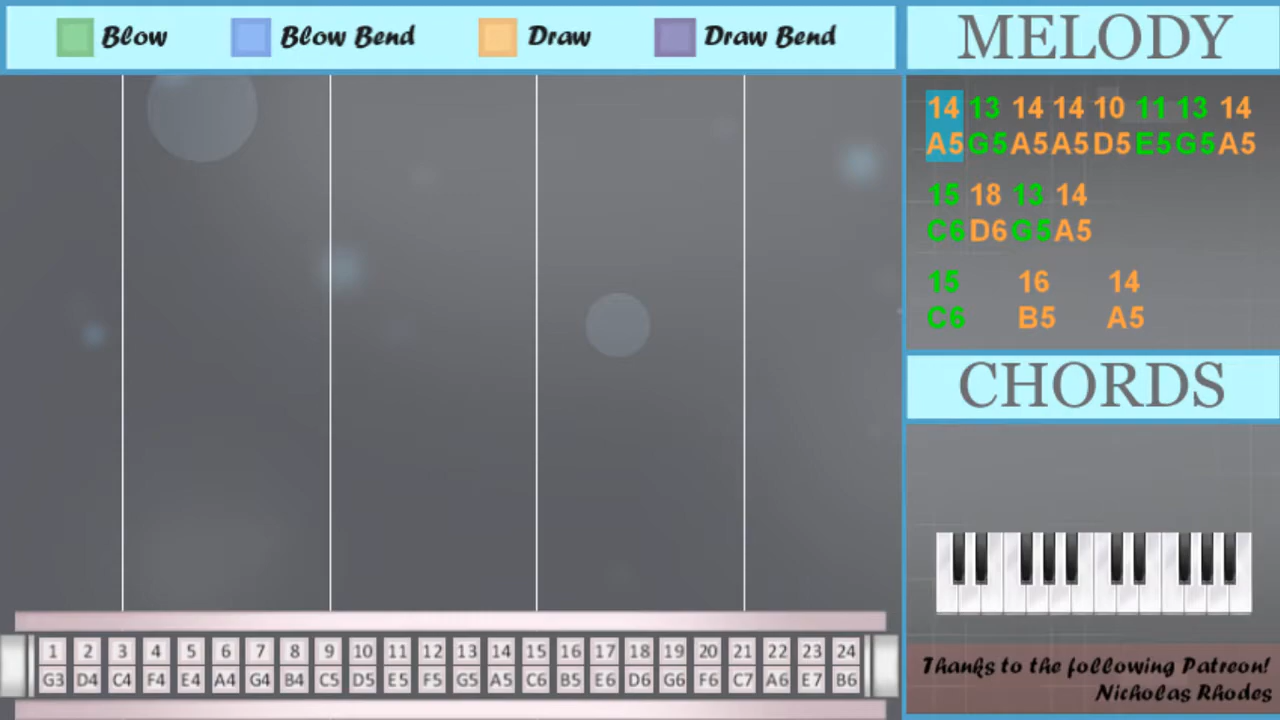 Blow Blow Bend Draw Draw Bend
MELODY
14 13 14 14 10 11 13 14
A5 G5 A5 A5 D5 E5 G5 A5
15 18 13 14
C6 D6 G5 A5
15 16 14
C6 B5 A5
CHORDS
1 2 3 4 5 6 7 8 9 10 11 12 13 14 15 16 17 18 19 20 21 22 23 24
G3 D4 C4 F4 E4 A4 G4 B4 C5 D5 E5 F5 G5 A5 C6 B5 E6 D6 G6 F6 C7 A6 E7 B6
Thanks to the following Patreon!
Nicholas Rhodes